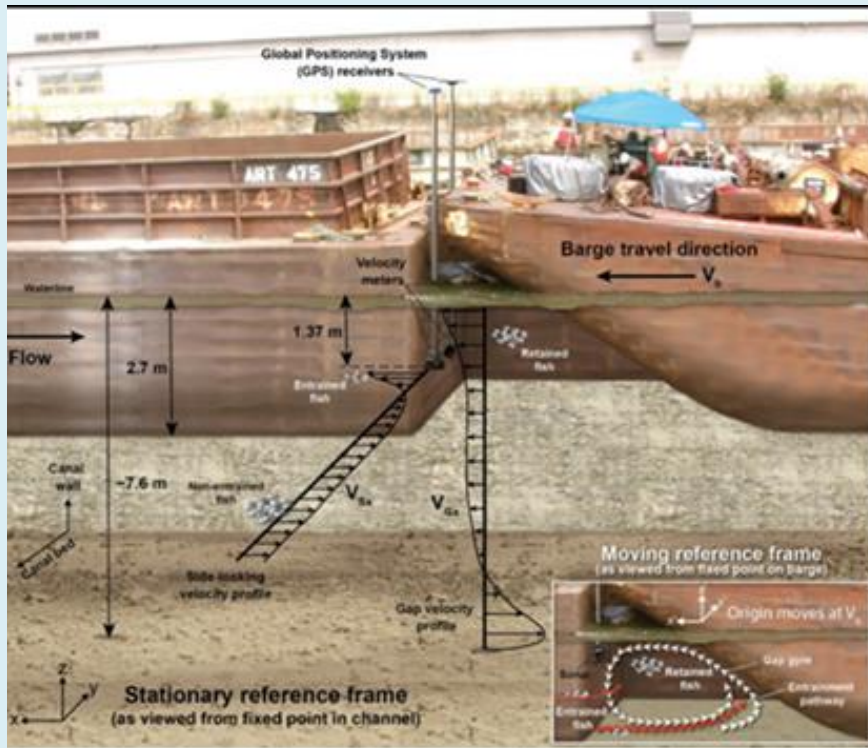 Global Positioning System
(GPS) receivers
ART 475
ART 475
Barge travel direction
Velocity
meters
Waterline
1.37 m
Flow
2.7 m
Retained
fish
Entrained
fish
Canal
wall
~7.6 m
Non-entrained
fish
Canal bed
Side-looking
velocity profile
Gap velocity
profile
Moving reference frame
(as viewed from fixed point on barge)
Origin moves at V
Retained
fish
Gap gyre
Entrainment
pathway
Entrained
fish
z
y
x
Stationary reference frame
(as viewed from fixed point in channel)